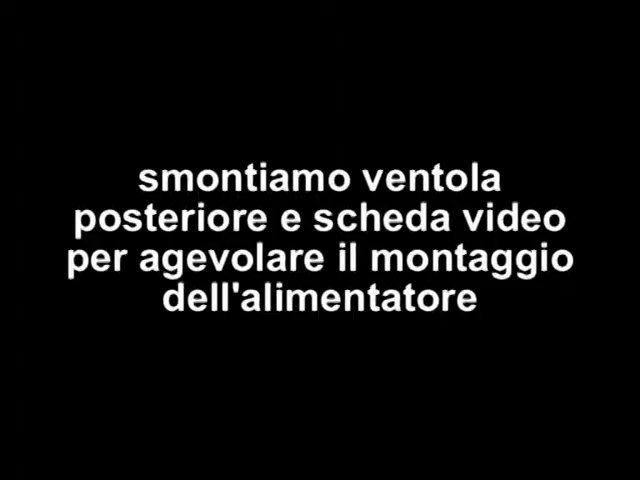 smontiamo ventola
posteriore e scheda video
per agevolare il montaggio
dell'alimentatore